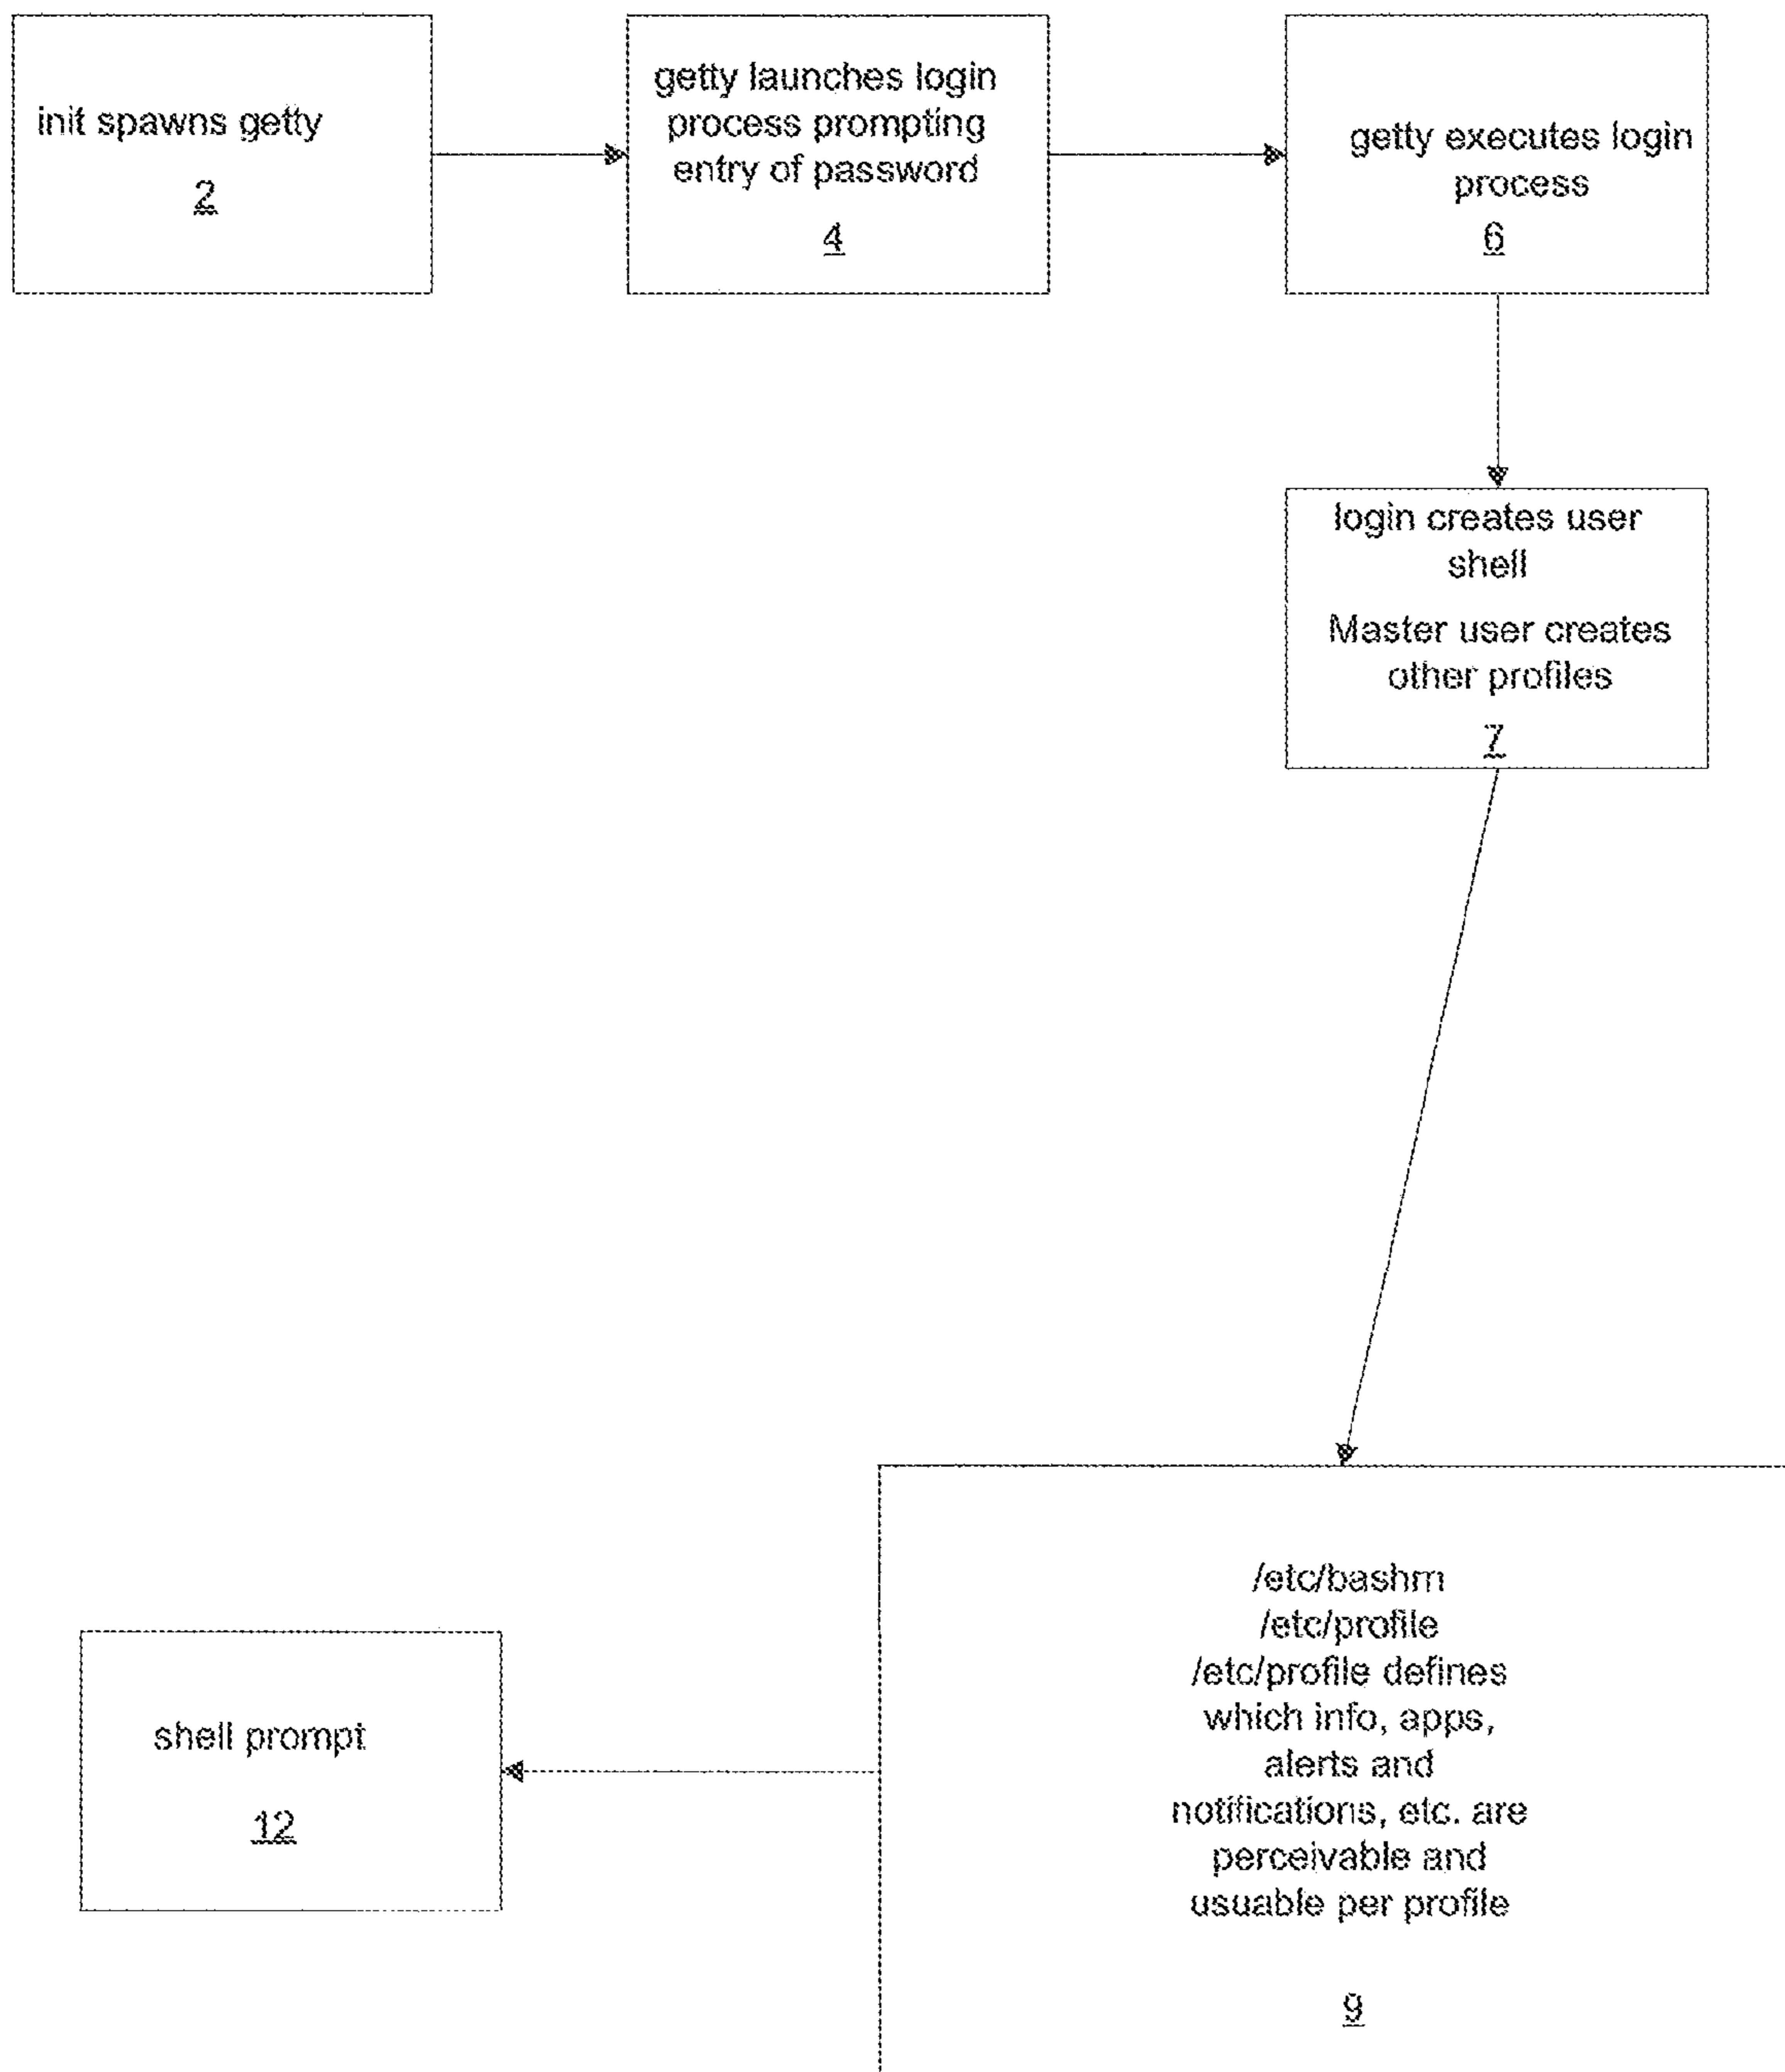 init spawns getty
2
getty launches login
process prompting
entry of password
4
getty executes login
process
6
login creates user
shell
Master user creates
other profiles
7
/etc/bashrn
/etc/profile
/etc/profile defines
which info, apps,
alerts and
notifications, etc. are
perceivable and
usuable per profile
9
shell prompt
12